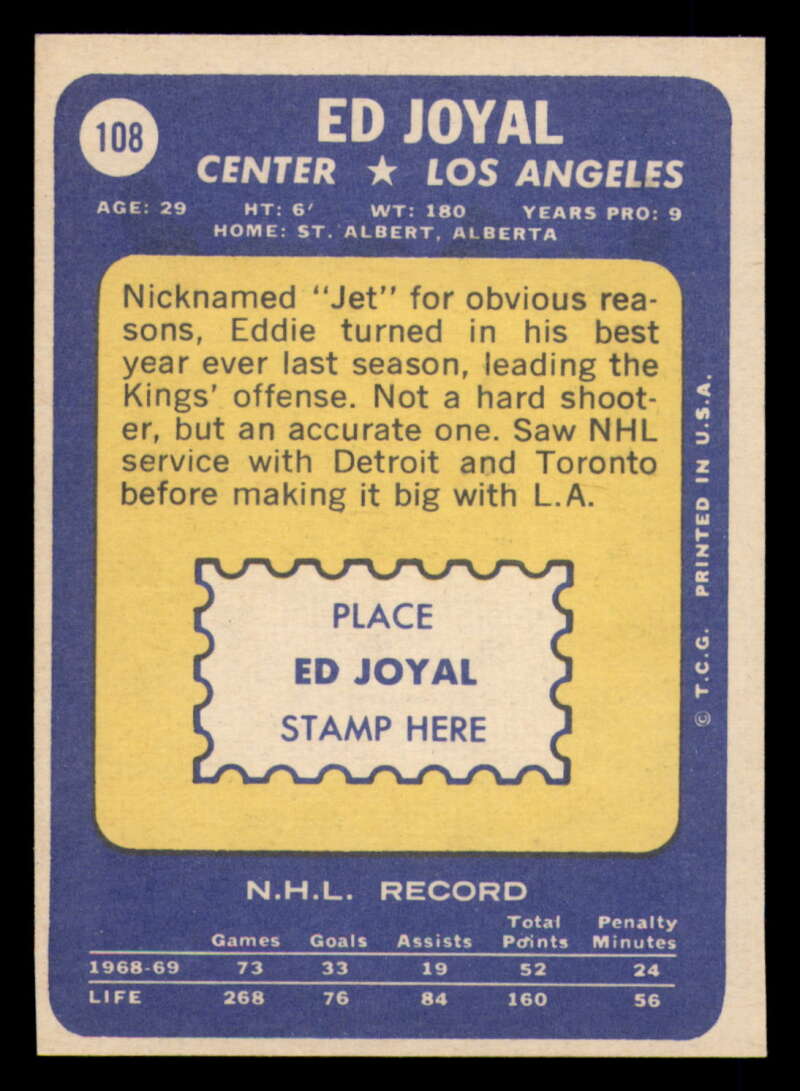 108
ED JOYAL
CENTER ★ LOS ANGELES
AGE: 29 HT: 6' WT: 180 YEARS PRO: 9
HOME: ST. ALBERT, ALBERTA
Nicknamed "Jet" for obvious rea-
sons, Eddie turned in his best
year ever last season, leading the
Kings' offense. Not a hard shoot-
er, but an accurate one. Saw NHL
service with Detroit and Toronto
before making it big with L.A.
PLACE
ED JOYAL
STAMP HERE
© T.C.G. PRINTED IN U.S.A.
N.H.L. RECORD
Games Goals Assists Total Points Penalty Minutes
1968-69 73 33 19 52 24
LIFE 268 76 84 160 56